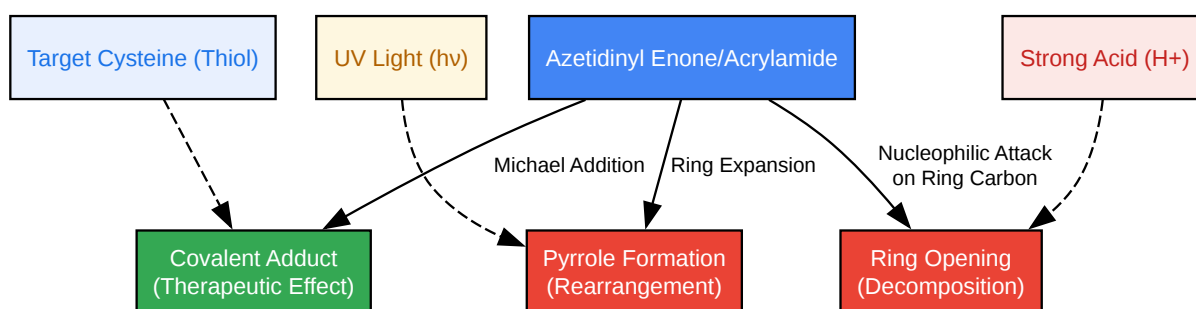 Target Cysteine (Thiol)
UV Light (hν)
Azetidinyl Enone/Acrylamide
Strong Acid (H+)
Michael Addition
Ring Expansion
Nucleophilic Attack
on Ring Carbon
Covalent Adduct
(Therapeutic Effect)
Pyrrole Formation
(Rearrangement)
Ring Opening
(Decomposition)